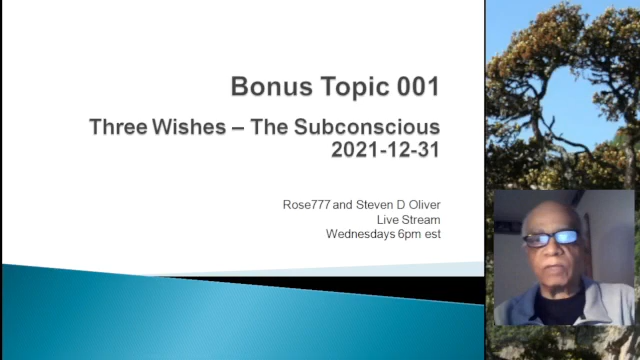 Bonus Topic 001
Three Wishes – The Subconscious
2021-12-31
Rose777 and Steven D Oliver
Live Stream
Wednesdays 6pm est